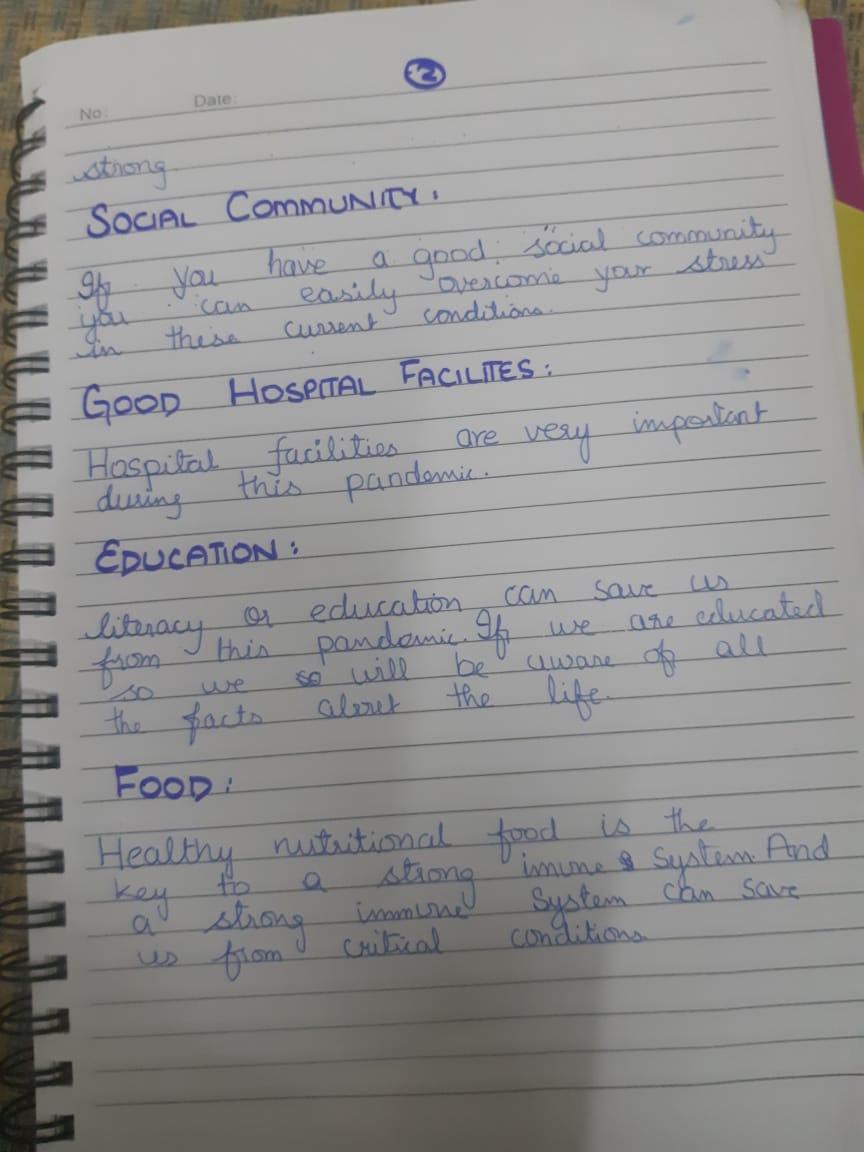 2
No: Date:
strong
SOCIAL COMMUNITY:
If you have a good social community
you can easily overcome your stress
in these current conditions.
GOOD HOSPITAL FACILITES:
Hospital facilities are very important
during this pandemic.
EDUCATION:
literacy or education can save us
from this pandemic. If we are educated
so we so will be aware of all
the facts the life.
FOOD:
Healthy nutritional food is the
key to a strong imune System. And
a strong immune System can save
us from critical conditions